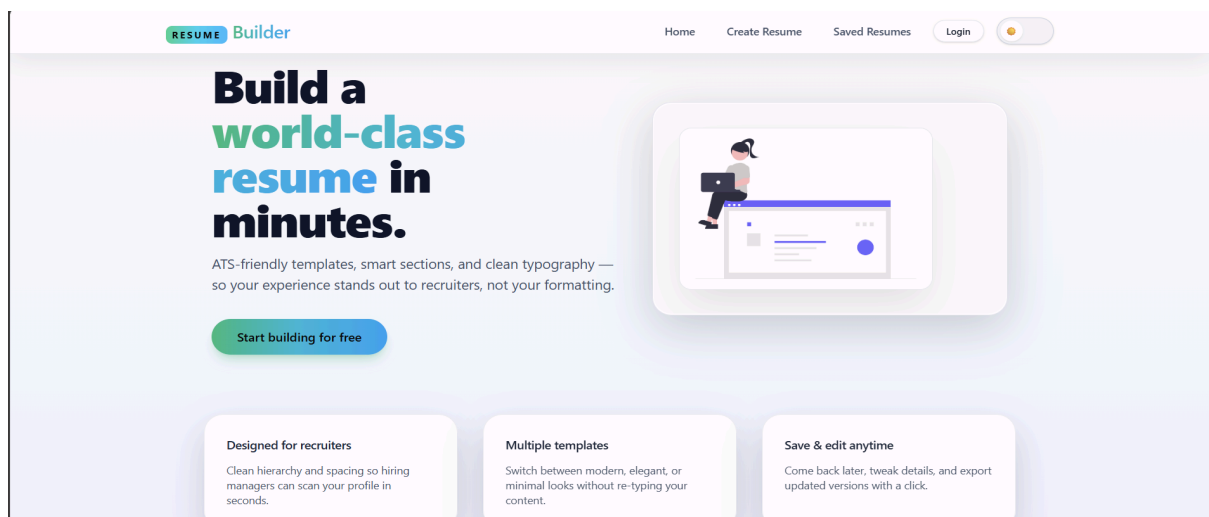 RESUME Builder
Home Create Resume Saved Resumes Login
Build a
world-class
resume in
minutes.
ATS-friendly templates, smart sections, and clean typography —
so your experience stands out to recruiters, not your formatting.
Start building for free
Designed for recruiters
Clean hierarchy and spacing so hiring
managers can scan your profile in
seconds.
Multiple templates
Switch between modern, elegant, or
minimal looks without re-typing your
content.
Save & edit anytime
Come back later, tweak details, and export
updated versions with a click.